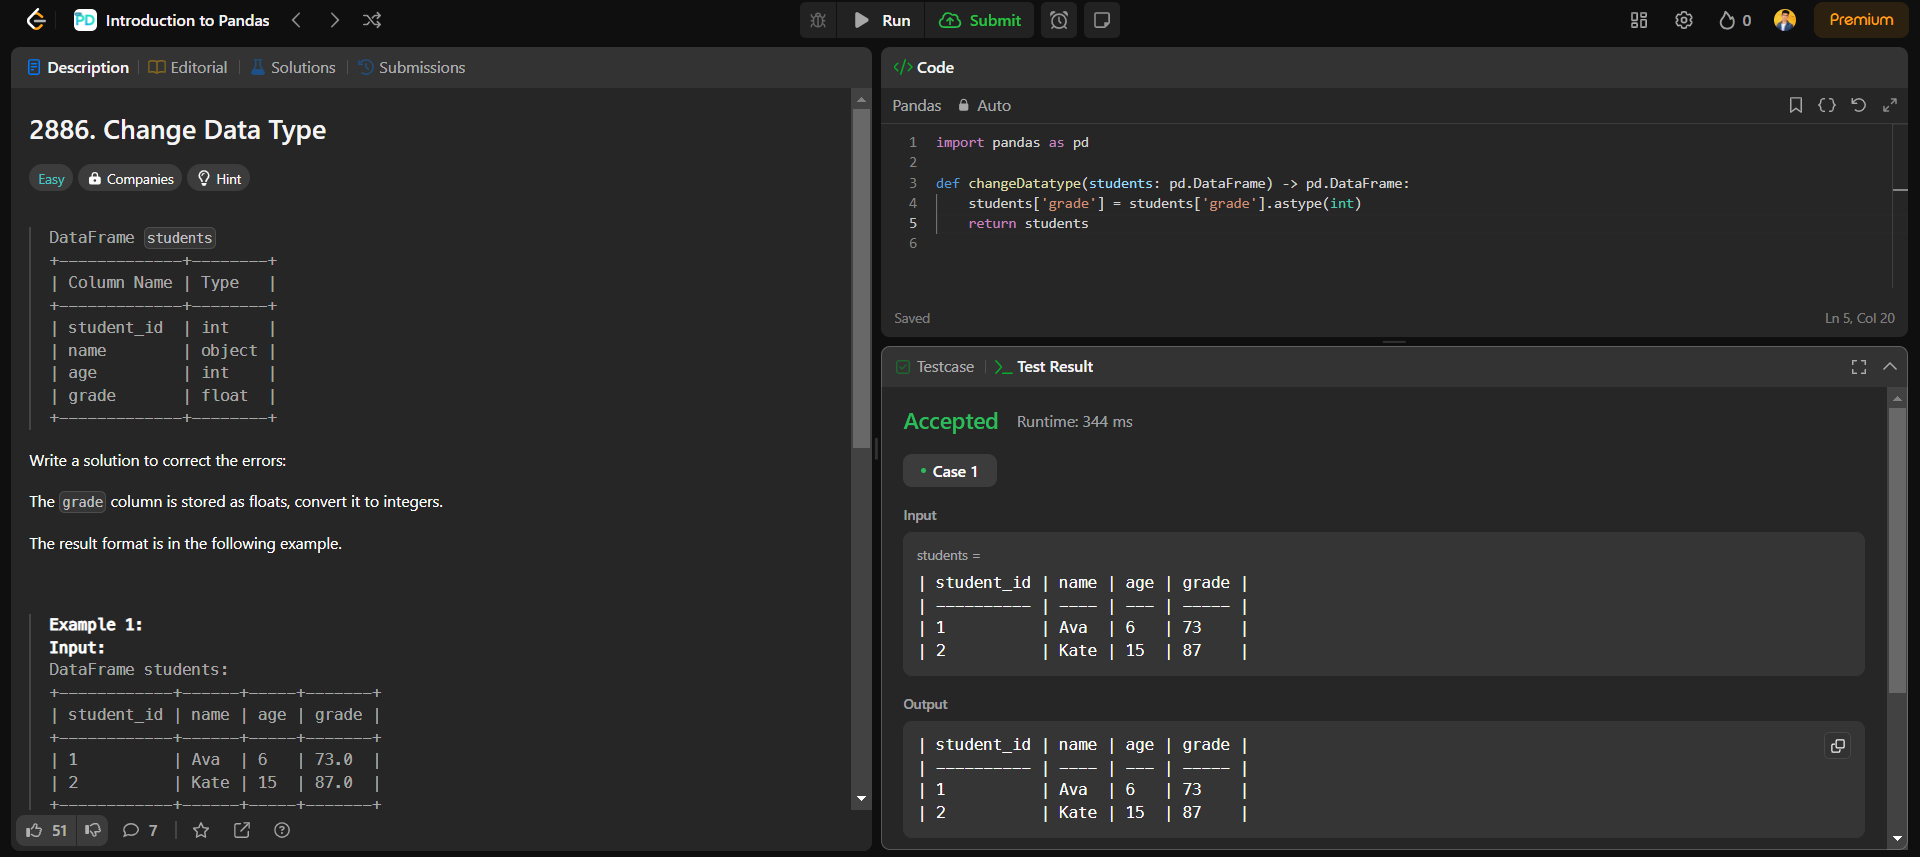 Introduction to Pandas
Run
Submit
0
Premium
Description
Editorial
Solutions
Submissions
2886. Change Data Type
Easy
Companies
Hint
DataFrame students
+-------------+--------+
| Column Name | Type   |
+-------------+--------+
| student_id  | int    |
| name        | object |
| age         | int    |
| grade       | float  |
+-------------+--------+
Write a solution to correct the errors:
The grade column is stored as floats, convert it to integers.
The result format is in the following example.
Example 1:
Input:
DataFrame students:
+------------+------+-----+-------+
| student_id | name | age | grade |
+------------+------+-----+-------+
| 1          | Ava  | 6   | 73.0  |
| 2          | Kate | 15  | 87.0  |
+------------+------+-----+-------+
51
7
</> Code
Pandas
Auto
1 import pandas as pd
2
3 def changeDatatype(students: pd.DataFrame) -> pd.DataFrame:
4     students['grade'] = students['grade'].astype(int)
5     return students
6
Saved
Ln 5, Col 20
Testcase
>_ Test Result
Accepted
Runtime: 344 ms
• Case 1
Input
students =
| student_id | name | age | grade |
| ---------- | ---- | --- | ----- |
| 1          | Ava  | 6   | 73    |
| 2          | Kate | 15  | 87    |
Output
| student_id | name | age | grade |
| ---------- | ---- | --- | ----- |
| 1          | Ava  | 6   | 73    |
| 2          | Kate | 15  | 87    |